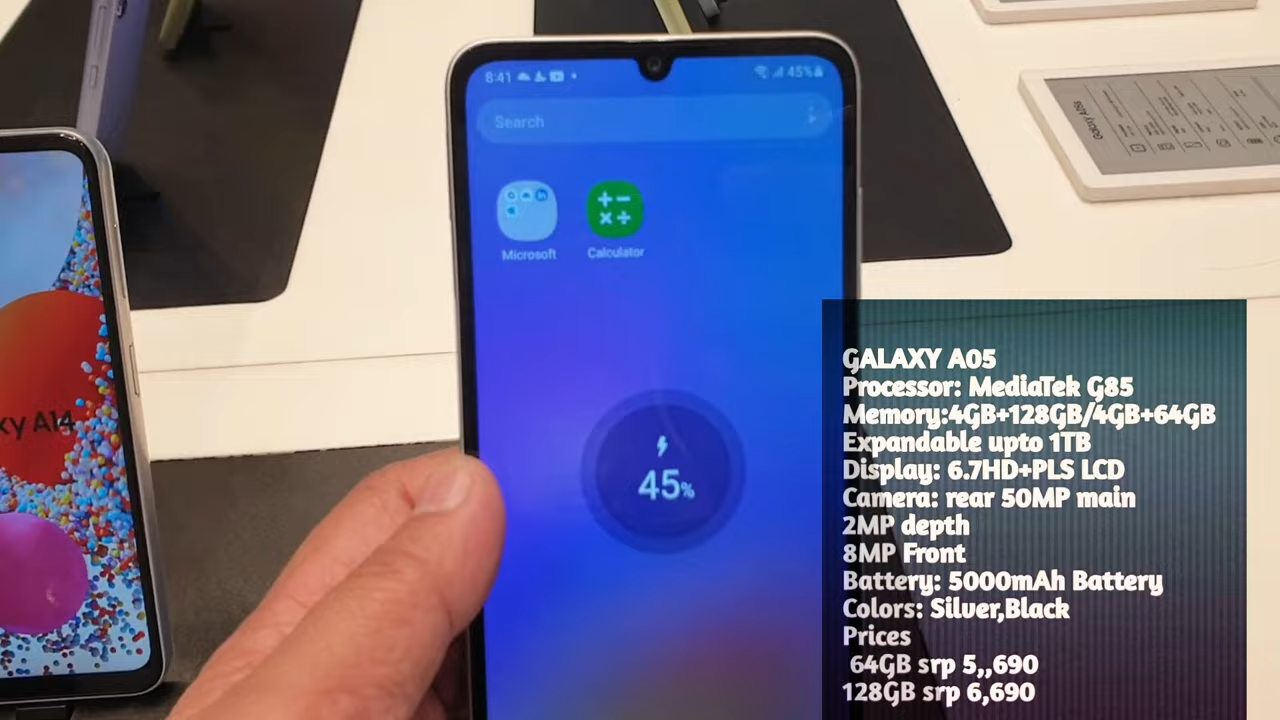 8:41
45%
Search
Microsoft
Calculator
45%
xy A14
Galaxy A05s
GALAXY A05
Processor: MediaTek G85
Memory:4GB+128GB/4GB+64GB
Expandable upto 1TB
Display: 6.7HD+PLS LCD
Camera: rear 50MP main
2MP depth
8MP Front
Battery: 5000mAh Battery
Colors: Silver,Black
Prices
64GB srp 5,,690
128GB srp 6,690